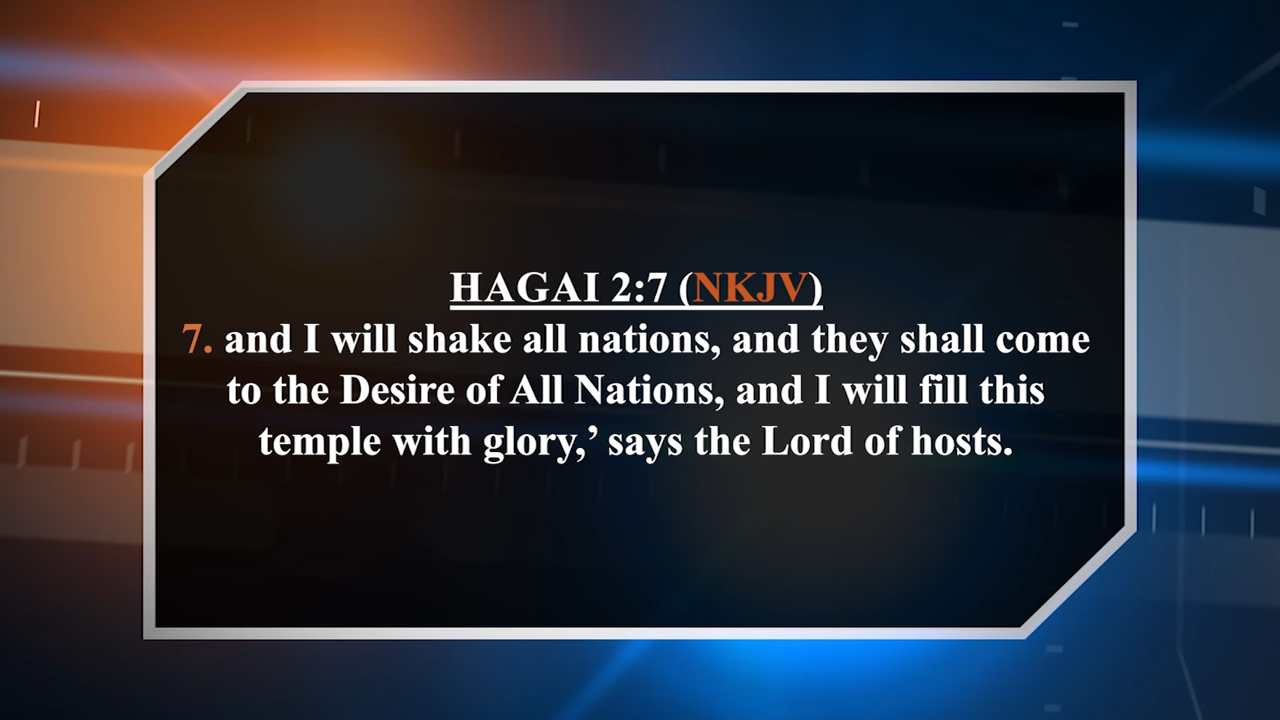 HAGAI 2:7 (NKJV)
7. and I will shake all nations, and they shall come
to the Desire of All Nations, and I will fill this
temple with glory,’ says the Lord of hosts.